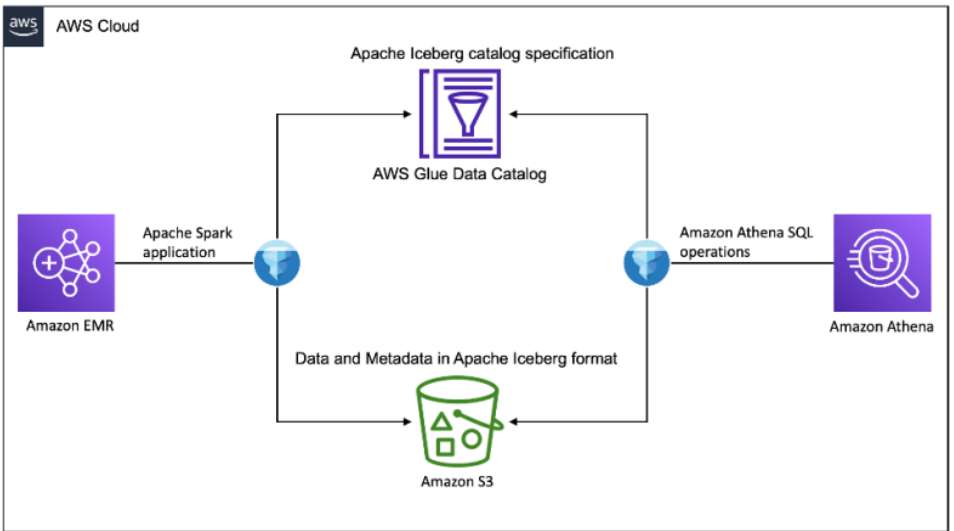 aws
AWS Cloud
Apache Iceberg catalog specification
AWS Glue Data Catalog
Apache Spark
application
Amazon Athena SQL
operations
Amazon EMR
Amazon Athena
Data and Metadata in Apache Iceberg format
Amazon S3